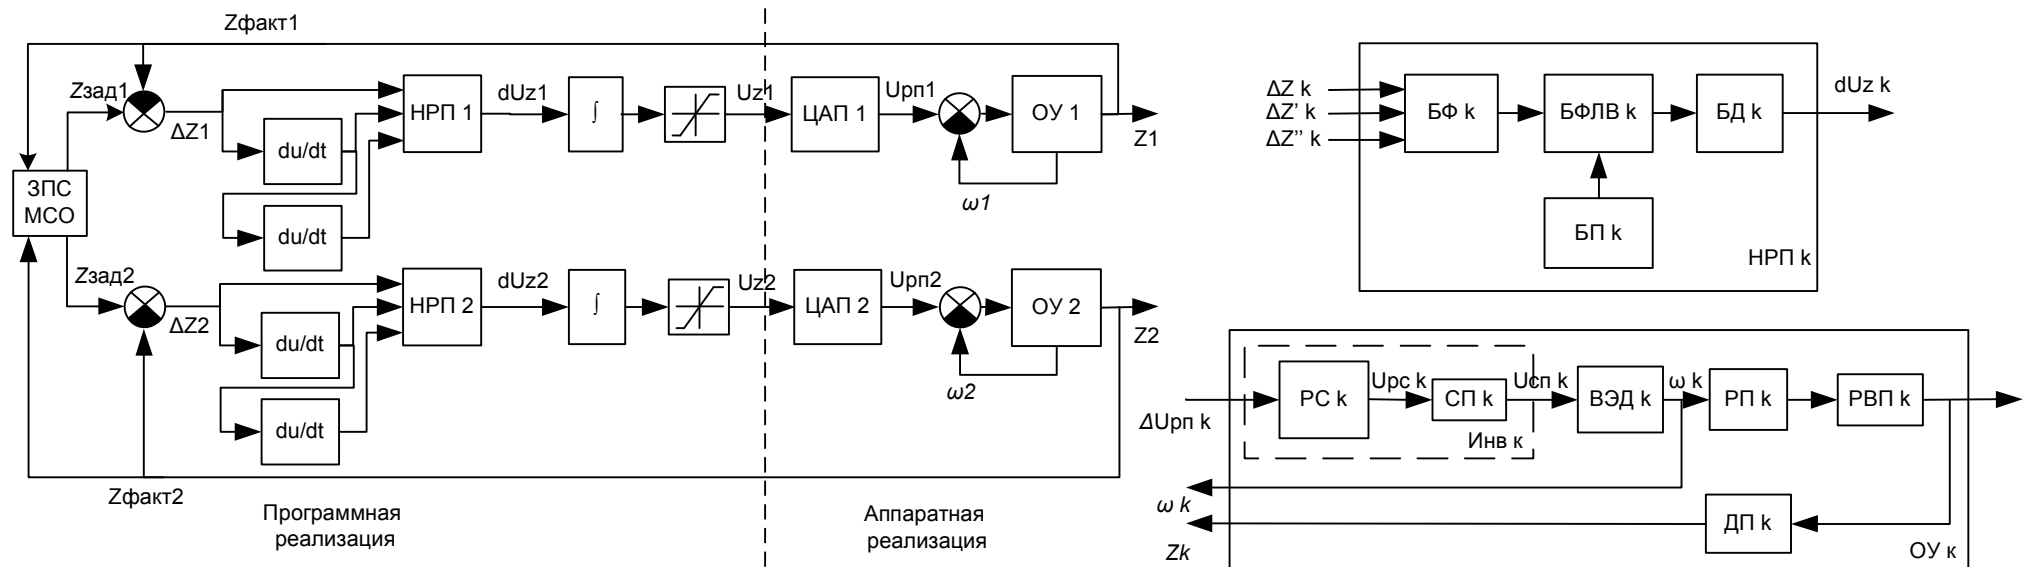 Zфакт1
Zзад1
ΔZ1
du/dt
du/dt
НРП 1
dUz1
∫
Uz1
ЦАП 1
Uрп1
ОУ 1
Z1
ω1
ЗПС
МСО
Zзад2
ΔZ2
du/dt
du/dt
НРП 2
dUz2
∫
Uz2
ЦАП 2
Uрп2
ОУ 2
Z2
ω2
Zфакт2
Программная
реализация
Аппаратная
реализация
ΔZ k
ΔZ' k
ΔZ'' k
БФ k
БФЛВ k
БД k
dUz k
БП k
НРП k
ΔUрп k
РС k
Uрс k
СП k
Uсп k
Инв к
ВЭД k
ω k
РП k
РВП k
ω k
Zk
ДП k
ОУ к